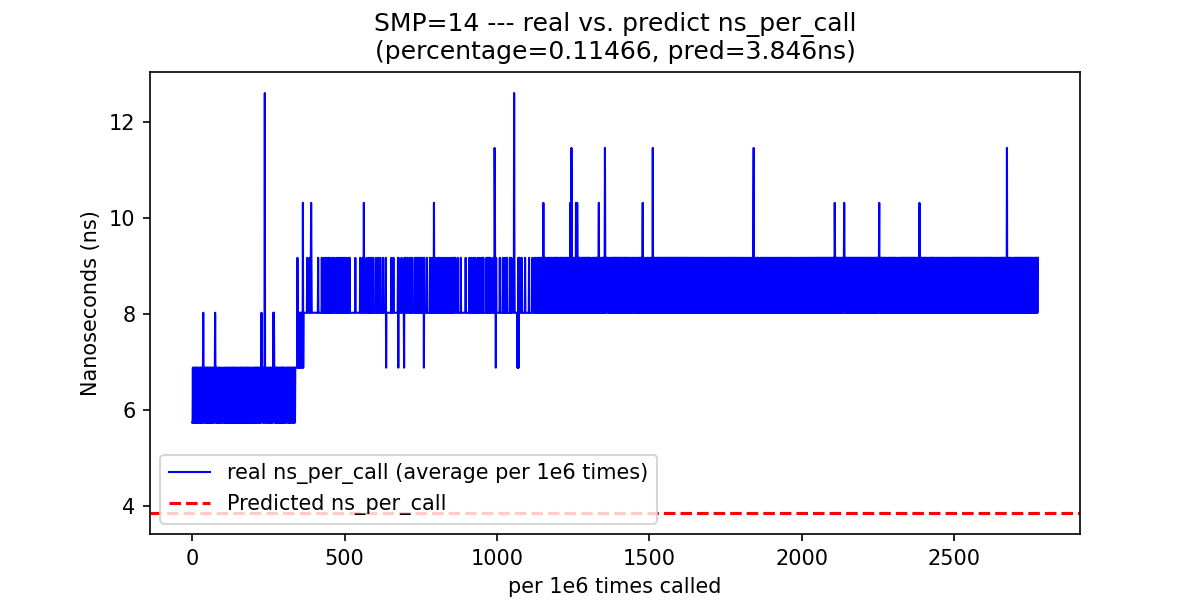 SMP=14 --- real vs. predict ns_per_call
(percentage=0.11466, pred=3.846ns)
Nanoseconds (ns)
12
10
8
6
4
real ns_per_call (average per 1e6 times)
Predicted ns_per_call
0 500 1000 1500 2000 2500
per 1e6 times called